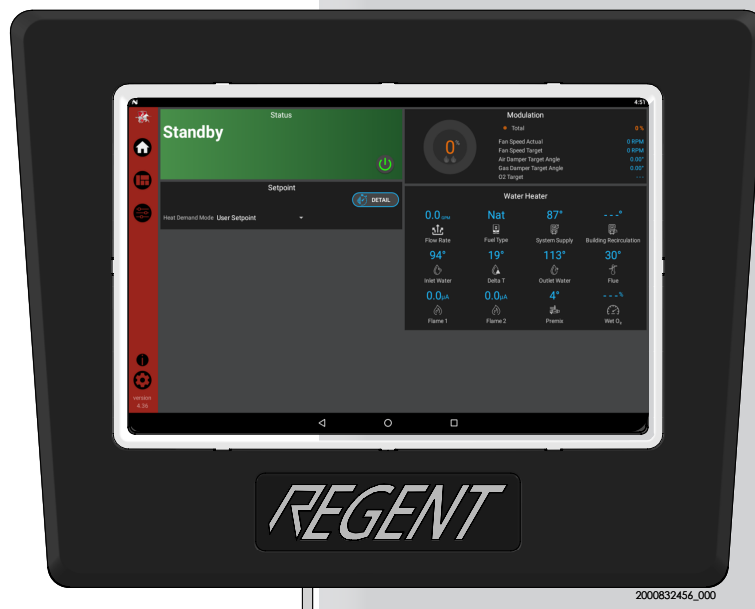 4:51
Status
Standby
Setpoint
DETAIL
Heat Demand Mode User Setpoint
Modulation
0%
Total 0 %
Fan Speed Actual 0 RPM
Fan Speed Target 0 RPM
Air Damper Target Angle 0.00°
Gas Damper Target Angle 0.00°
O2 Target ---
Water Heater
0.0 GPM Nat 87° ---°
Flow Rate Fuel Type System Supply Building Recirculation
94° 19° 113° 30°
Inlet Water Delta T Outlet Water Flue
0.0µA 0.0µA 4° ---%
Flame 1 Flame 2 Premix Wet O₂
version
4.36
REGENT
2000832456_000